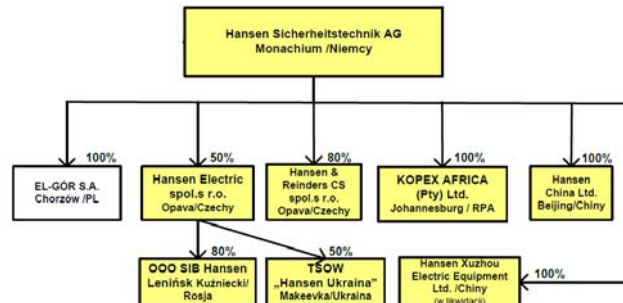 Hansen Sicherheitstechnik AG
Monachium /Niemcy
100%
50%
80%
100%
100%
EL-GÓR S.A.
Chorzów /PL
Hansen Electric
spol.s r.o.
Opava/Czechy
Hansen &
Reinders CS
spol.s r.o.
Opava/Czechy
KOPEX AFRICA
(Pty) Ltd.
Johannesburg / RPA
Hansen
China Ltd.
Beijing/Chiny
80%
50%
100%
OOO SIB Hansen
Lenińsk Kuźniecki/
Rosja
TSOW
„Hansen Ukraina”
Makeevka/Ukraina
Hansen Xuzhou
Electric Equipment
Ltd. /Chiny
(w likwidacji)